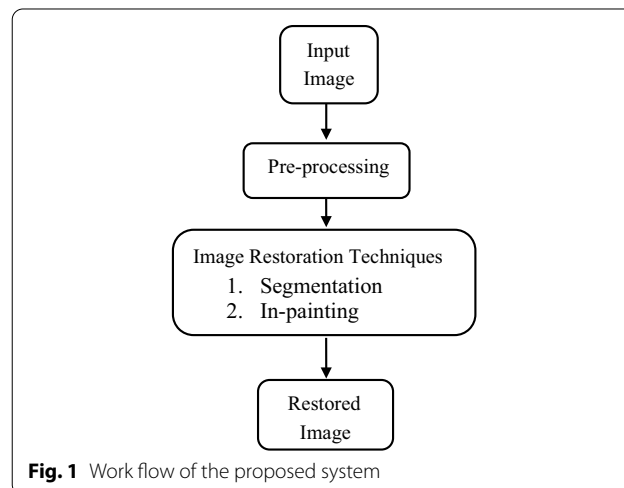 Input
Image
Pre-processing
Image Restoration Techniques
1. Segmentation
2. In-painting
Restored
Image
Fig. 1 Work flow of the proposed system